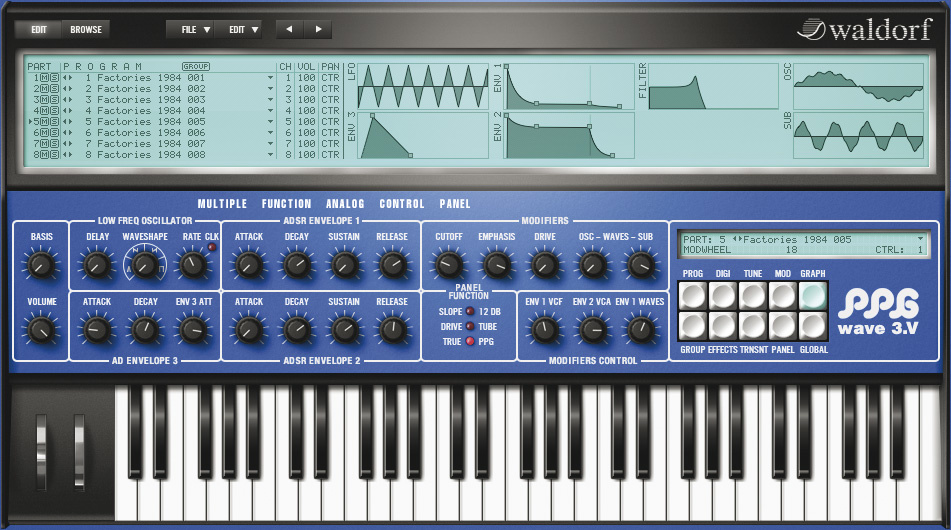 EDIT BROWSE FILE EDIT
waldorf
PART PROGRAM GROUP CH VOL PAN
1 M S 1 Factories 1984 001 1 100 CTR
2 M S 2 Factories 1984 002 2 100 CTR
3 M S 3 Factories 1984 003 3 100 CTR
4 M S 4 Factories 1984 004 4 100 CTR
5 M S 5 Factories 1984 005 5 100 CTR
6 M S 6 Factories 1984 006 6 100 CTR
7 M S 7 Factories 1984 007 7 100 CTR
8 M S 8 Factories 1984 008 8 100 CTR
LFO
ENV 1
FILTER
OSC
ENV 3
ENV 2
SUB
MULTIPLE FUNCTION ANALOG CONTROL PANEL
LOW FREQ OSCILLATOR ADSR ENVELOPE 1 MODIFIERS
BASIS DELAY WAVESHAPE RATE CLK ATTACK DECAY SUSTAIN RELEASE CUTOFF EMPHASIS DRIVE OSC - WAVES - SUB
VOLUME ATTACK DECAY ENV 3 ATT ATTACK DECAY SUSTAIN RELEASE
PANEL
FUNCTION
SLOPE 12 DB
DRIVE TUBE
TRUE PPG
ENV 1 VCF ENV 2 VCA ENV 1 WAVES
AD ENVELOPE 3 ADSR ENVELOPE 2 MODIFIERS CONTROL
PART: 5 Factories 1984 005
MODWHEEL 18 CTRL: 1
PROG DIGI TUNE MOD GRAPH
GROUP EFFECTS TRNSNT PANEL GLOBAL
PPG
wave 3.V